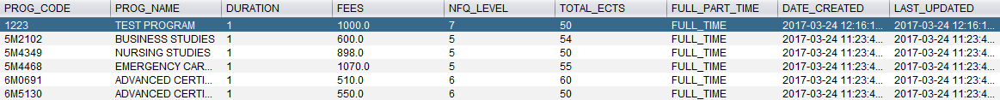 PROG_CODE PROG_NAME DURATION FEES NFQ_LEVEL TOTAL_ECTS FULL_PART_TIME DATE_CREATED LAST_UPDATED
1223 TEST PROGRAM 1 1000.0 7 50 FULL_TIME 2017-03-24 12:16:1... 2017-03-24 12:16:1...
5M2102 BUSINESS STUDIES 1 600.0 5 54 FULL_TIME 2017-03-24 11:23:4... 2017-03-24 11:23:4...
5M4349 NURSING STUDIES 1 898.0 5 50 FULL_TIME 2017-03-24 11:23:4... 2017-03-24 11:23:4...
5M4468 EMERGENCY CAR... 1 1070.0 5 55 FULL_TIME 2017-03-24 11:23:4... 2017-03-24 11:23:4...
6M0691 ADVANCED CERTI... 1 510.0 6 60 FULL_TIME 2017-03-24 11:23:4... 2017-03-24 11:23:4...
6M5130 ADVANCED CERTI... 1 550.0 6 50 FULL_TIME 2017-03-24 11:23:4... 2017-03-24 11:23:4...